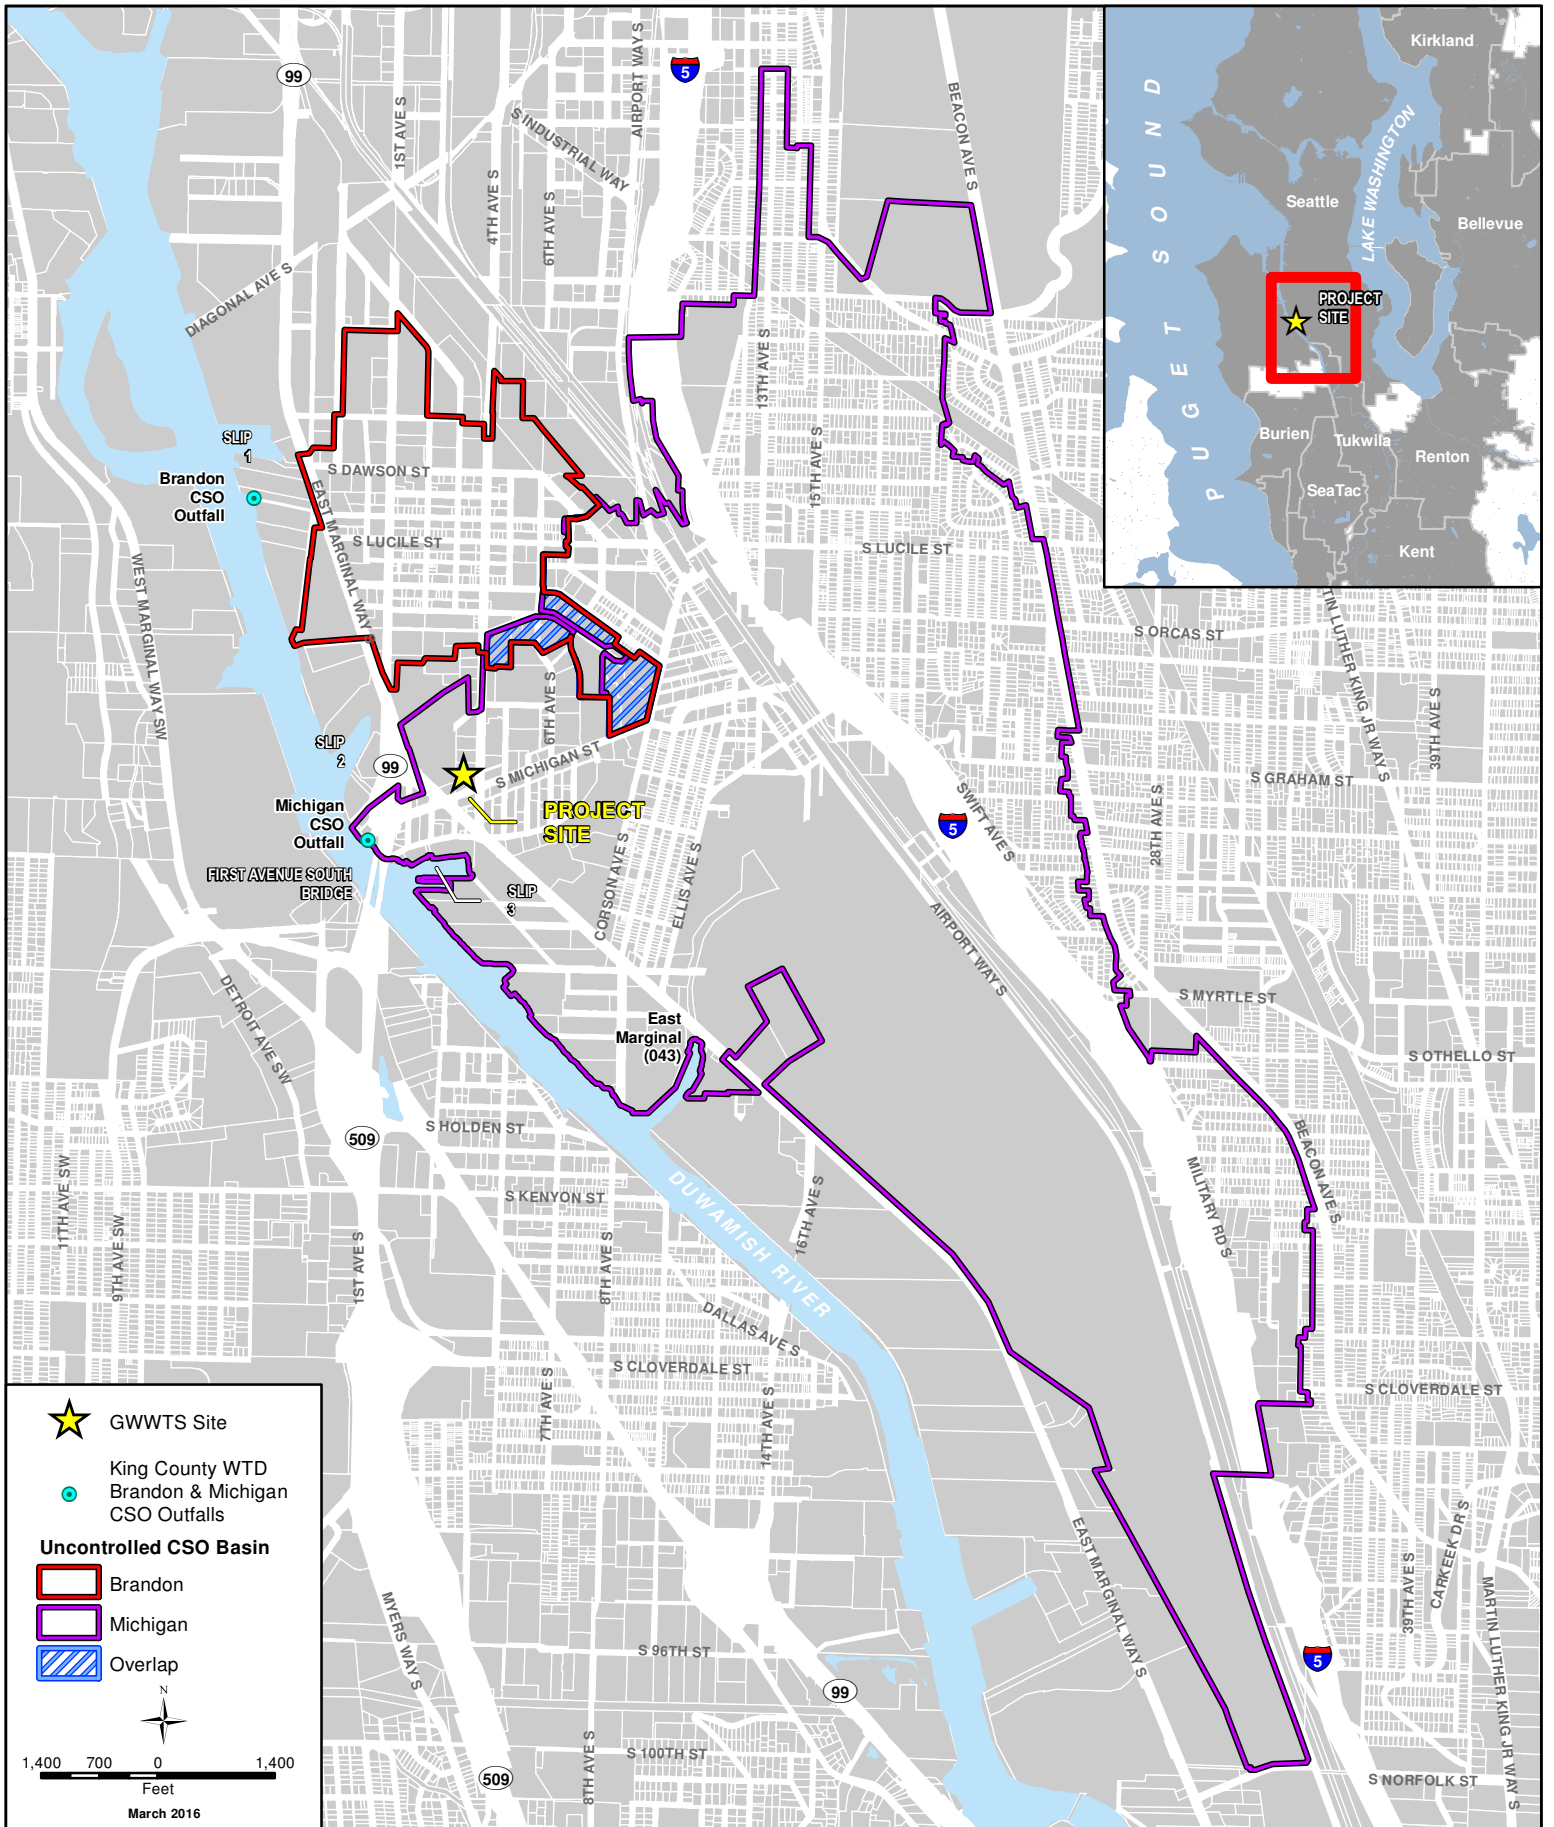 99
5
1ST AVE S
4TH AVE S
6TH AVE S
AIRPORT WAY S
S INDUSTRIAL WAY
BEACON AVE S
DIAGONAL AVE S
13TH AVE S
15TH AVE S
SLIP
1
Brandon
CSO
Outfall
S DAWSON ST
EAST MARGINAL WAY S
S LUCILE ST
S LUCILE ST
WEST MARGINAL WAY SW
6TH AVE S
SLIP
2
99
S MICHIGAN ST
PROJECT
SITE
Michigan
CSO
Outfall
FIRST AVENUE SOUTH
BRIDGE
SLIP
3
CORSON AVE S
ELLIS AVE S
5
SWIFT AVE S
AIRPORT WAY S
S ORCAS ST
MARTIN LUTHER KING JR WAY S
39TH AVE S
S GRAHAM ST
28TH AVE S
S MYRTLE ST
S OTHELLO ST
DETROIT AVE SW
East
Marginal
(043)
509
S HOLDEN ST
S KENYON ST
11TH AVE SW
9TH AVE SW
1ST AVE S
8TH AVE S
DUWAMISH RIVER
16TH AVE S
MILITARY RD S
BEACON AVE S
DALLAS AVE S
S CLOVERDALE ST
7TH AVE S
14TH AVE S
S CLOVERDALE ST
EAST MARGINAL WAY S
MYERS WAY S
S 96TH ST
99
5
39TH AVE S
CARKEEK DR S
MARTIN LUTHER KING JR WAY S
S 100TH ST
8TH AVE S
509
S NORFOLK ST
PUGET SOUND
LAKE WASHINGTON
Kirkland
Seattle
Bellevue
PROJECT
SITE
Burien
Tukwila
Renton
SeaTac
Kent
GWWTS Site
King County WTD
Brandon & Michigan
CSO Outfalls
Uncontrolled CSO Basin
Brandon
Michigan
Overlap
N
1,400 700 0 1,400
Feet
March 2016